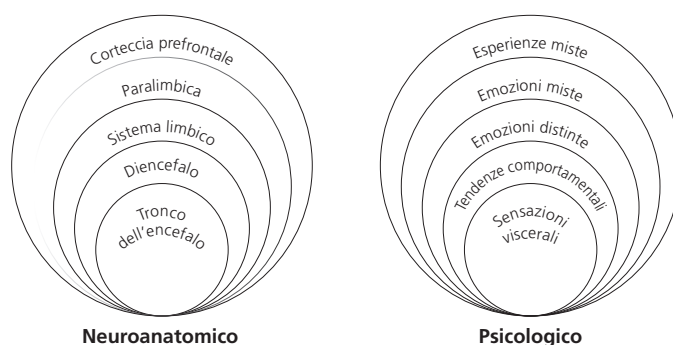 Corteccia prefrontale
Paralimbica
Sistema limbico
Diencefalo
Tronco
dell'encefalo
Neuroanatomico
Esperienze miste
Emozioni miste
Emozioni distinte
Tendenze comportamentali
Sensazioni
viscerali
Psicologico